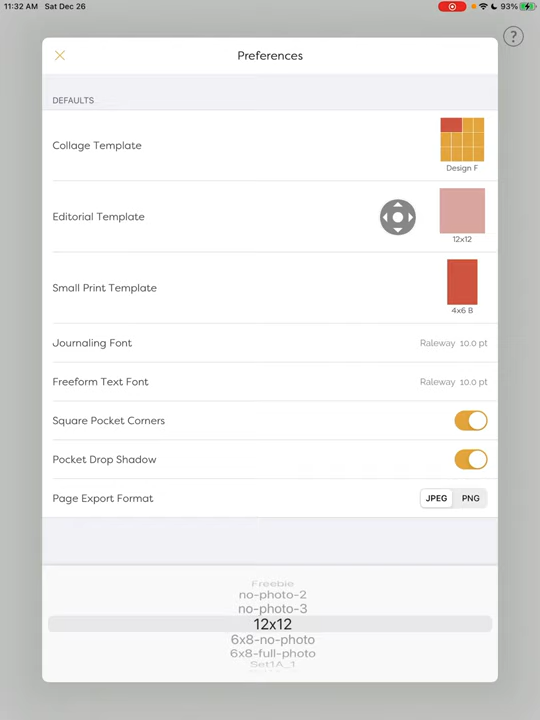 11:32 AM Sat Dec 26
93%
?
Preferences
DEFAULTS
Collage Template
Design F
Editorial Template
12x12
Small Print Template
4x6 B
Journaling Font
Raleway 10.0 pt
Freeform Text Font
Raleway 10.0 pt
Square Pocket Corners
Pocket Drop Shadow
Page Export Format
JPEG PNG
Freebie
no-photo-2
no-photo-3
12x12
6x8-no-photo
6x8-full-photo
Set1A_1